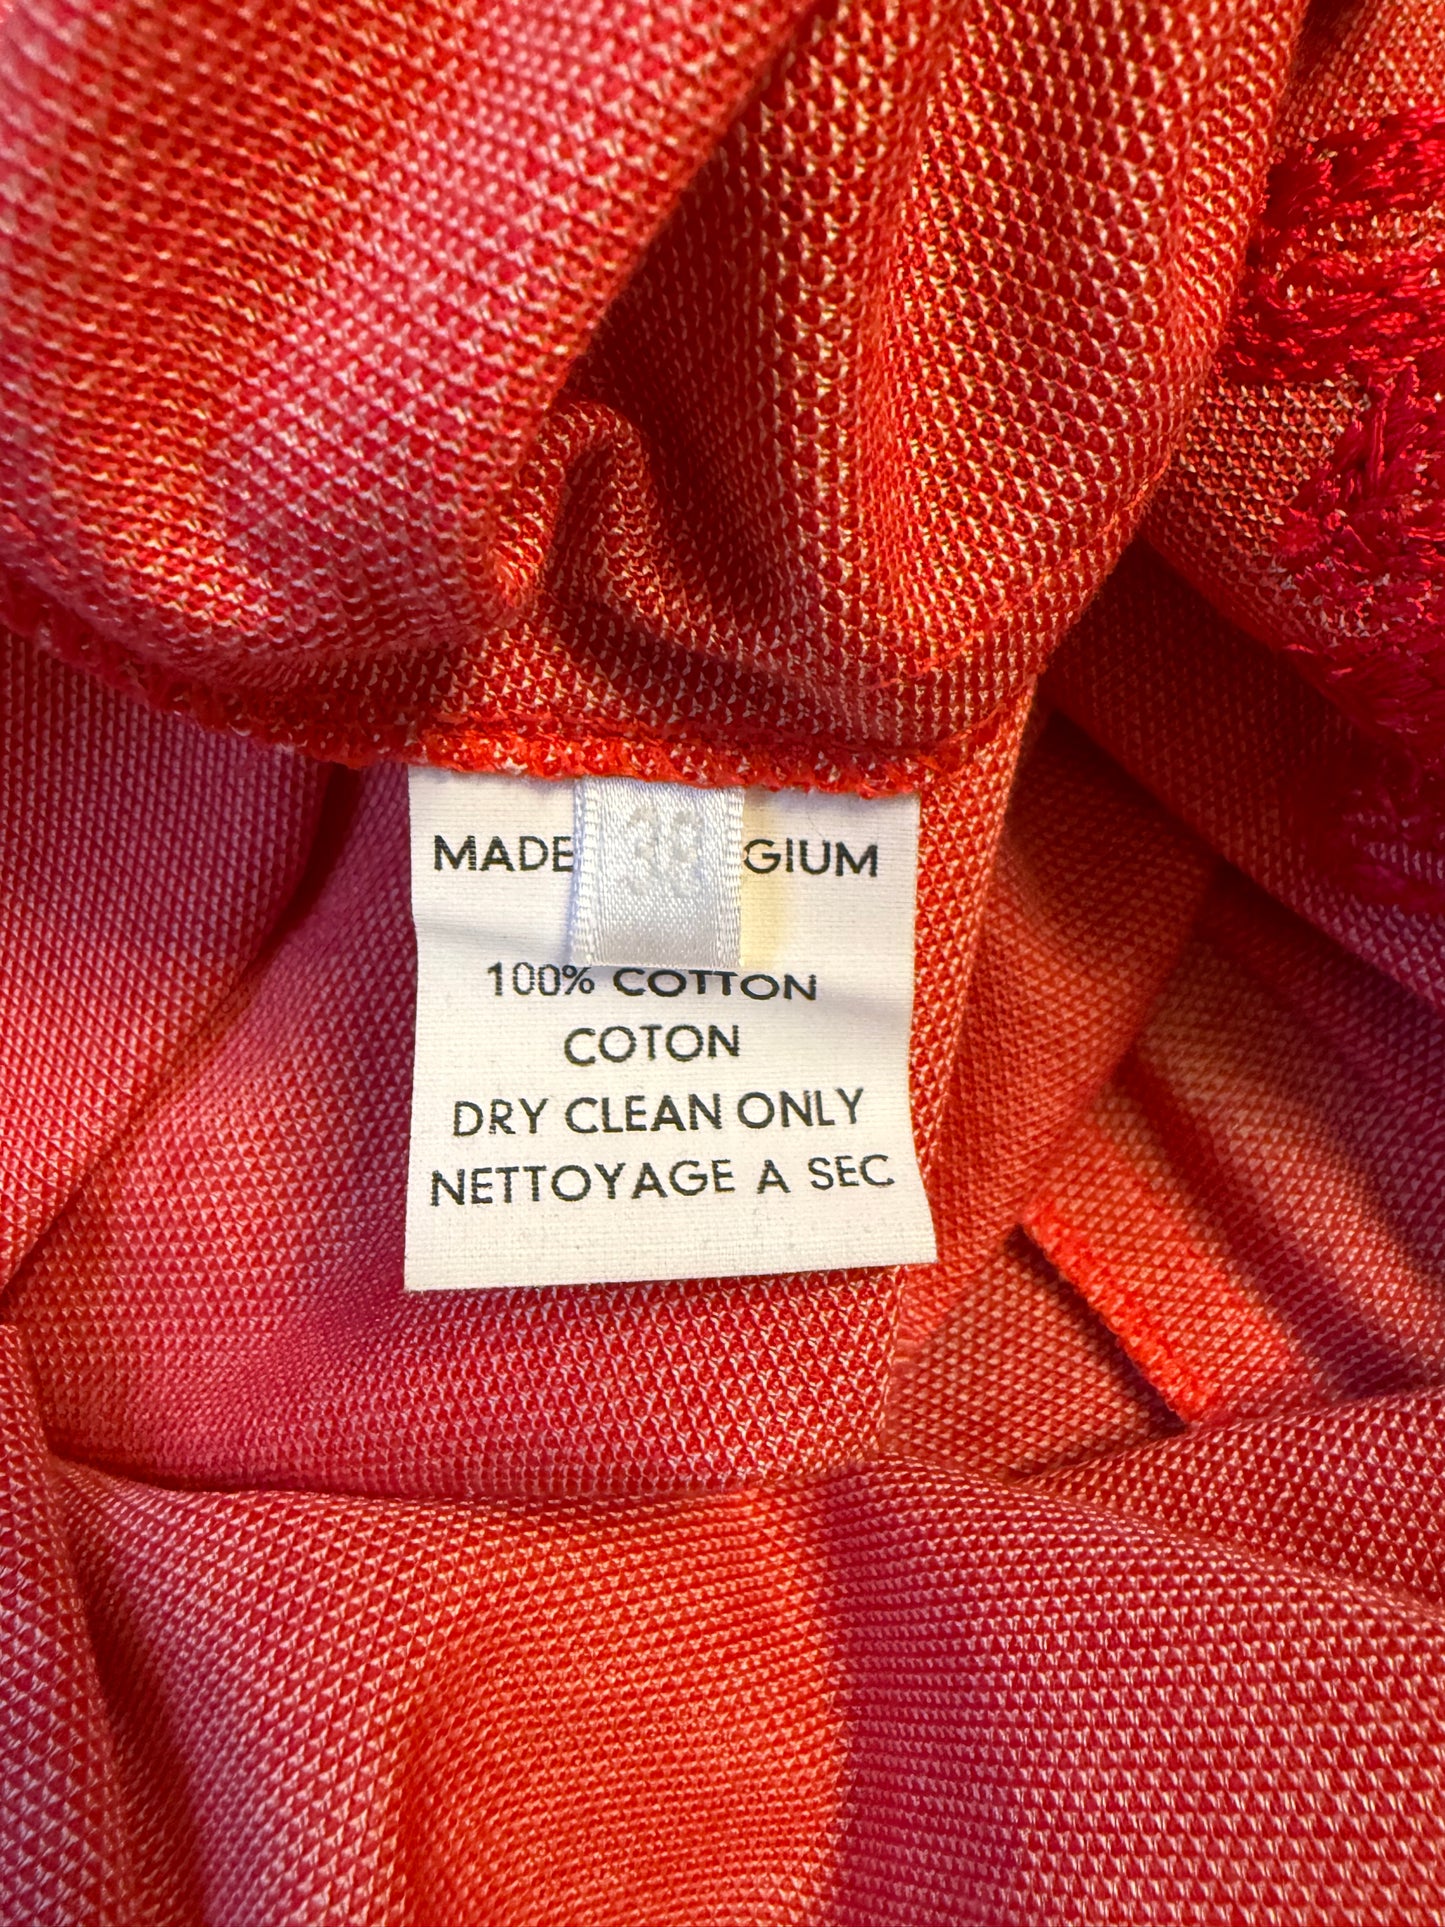 MADE GIUM
38
100% COTTON
COTON
DRY CLEAN ONLY
NETTOYAGE A SEC